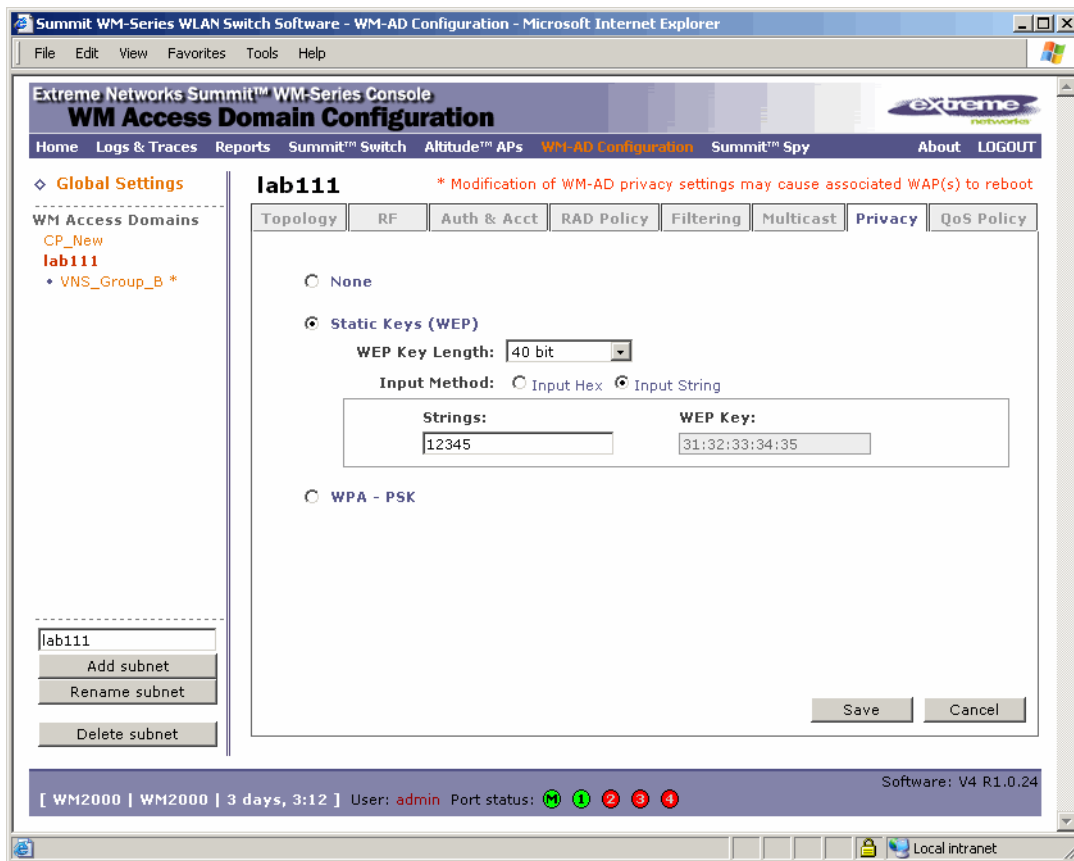 Summit WM-Series WLAN Switch Software - WM-AD Configuration - Microsoft Internet Explorer
File Edit View Favorites Tools Help
Extreme Networks Summit™ WM-Series Console
WM Access Domain Configuration
extreme
networks
Home Logs & Traces Reports Summit™ Switch Altitude™ APs WM-AD Configuration Summit™ Spy About LOGOUT
Global Settings
WM Access Domains
CP_New
lab111
VNS_Group_B *
lab111 * Modification of WM-AD privacy settings may cause associated WAP(s) to reboot
Topology RF Auth & Acct RAD Policy Filtering Multicast Privacy QoS Policy
None
Static Keys (WEP)
WEP Key Length: 40 bit
Input Method: Input Hex Input String
Strings: WEP Key:
12345 31:32:33:34:35
WPA - PSK
lab111
Add subnet
Rename subnet
Delete subnet
Save Cancel
Software: V4 R1.0.24
[ WM2000 | WM2000 | 3 days, 3:12 ] User: admin Port status: M 1 2 3 4
Local intranet